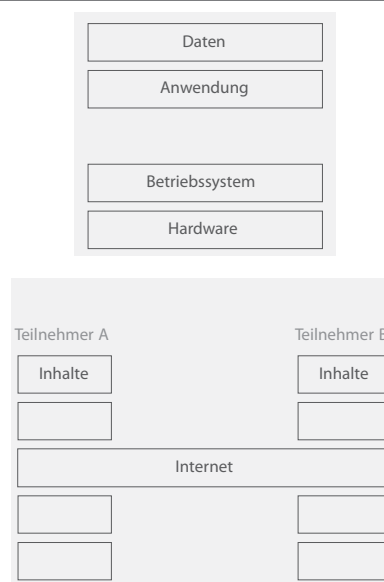 Daten
Anwendung
Betriebssystem
Hardware
Teilnehmer A
Teilnehmer B
Inhalte
Inhalte
Internet